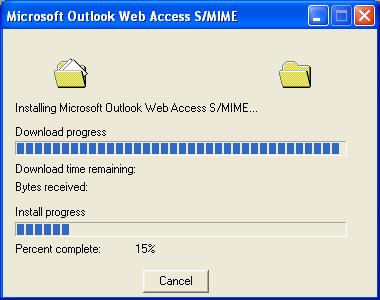 Microsoft Outlook Web Access S/MIME
Installing Microsoft Outlook Web Access S/MIME...
Download progress
Download time remaining:
Bytes received:
Install progress
Percent complete: 15%
Cancel